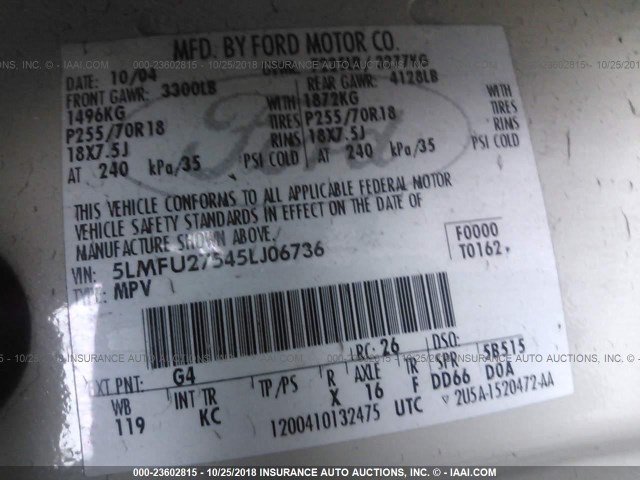 MFD. BY FORD MOTOR CO.
DATE: 10/04
FRONT GAWR: 3300LB
1496KG WITH
P255/70R18 TIRES
18X7.5J RIMS
AT 240 kPa/35 PSI COLD
REAR GAWR: 4128LB
1872KG WITH
P255/70R18 TIRES
18X7.5J RIMS
AT 240 kPa/35 PSI COLD
Ford
THIS VEHICLE CONFORMS TO ALL APPLICABLE FEDERAL MOTOR
VEHICLE SAFETY STANDARDS IN EFFECT ON THE DATE OF
MANUFACTURE SHOWN ABOVE.
VIN: 5LMFU27545LJ06736
TYPE: MPV
F0000
T0162
EXT PNT: G4 RC: 26 DSO:
WB INT TR TP/PS R AXLE TR SPR 5B515
119 KC X 16 F DD66 D0A
1200410132475 UTC 2U5A-1520472-AA
00-23602815 - 10/25/2018 INSURANCE AUTO AUCTIONS INC. - © IAAI.COM